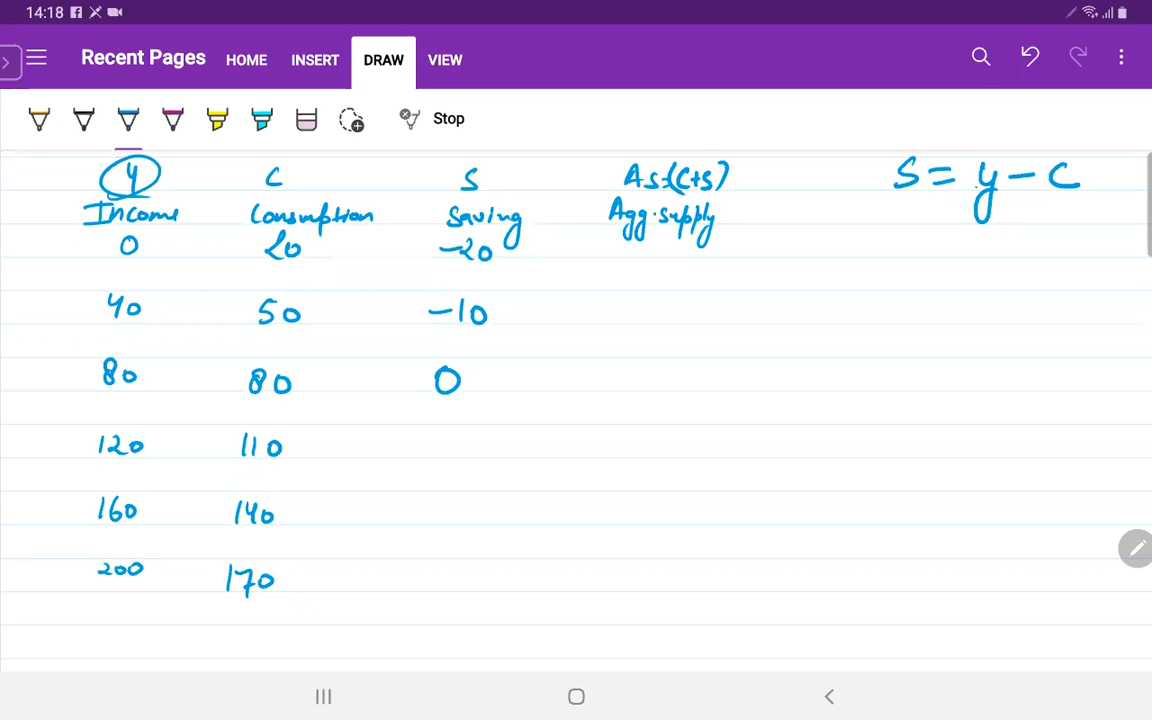 14:18
Recent Pages HOME INSERT DRAW VIEW
Stop
Y C S AS=(C+S) S = y - C
Income Consumption Saving Agg. supply
0 20 -20
40 50 -10
80 80 0
120 110
160 140
200 170